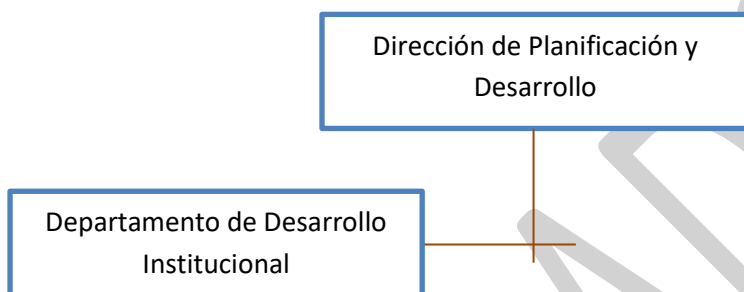 Dirección de Planificación y
Desarrollo
Departamento de Desarrollo
Institucional